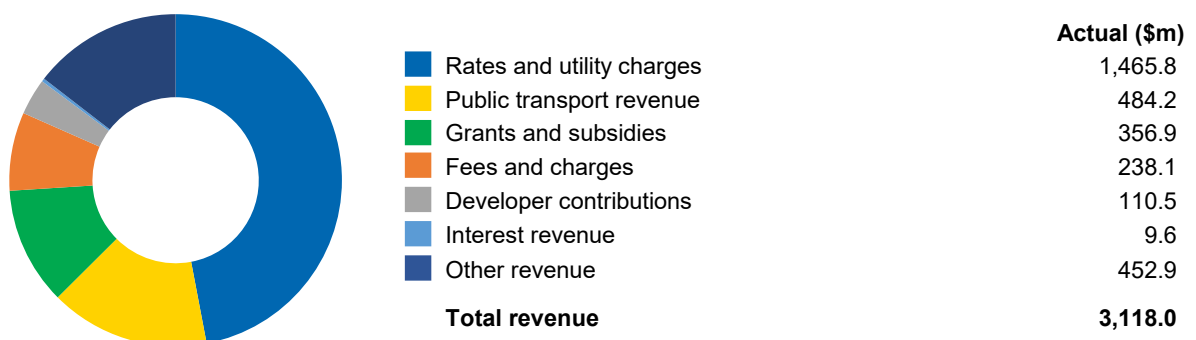 Actual ($m)
Rates and utility charges 1,465.8
Public transport revenue 484.2
Grants and subsidies 356.9
Fees and charges 238.1
Developer contributions 110.5
Interest revenue 9.6
Other revenue 452.9
Total revenue 3,118.0